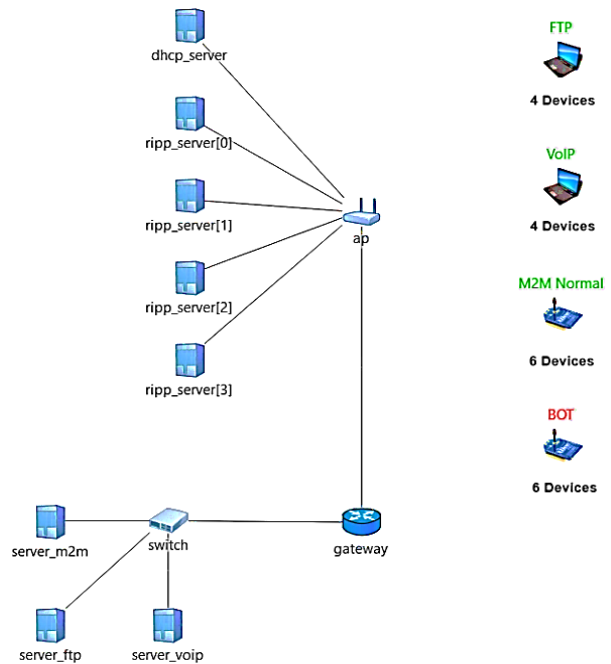 dhcp_server
ripp_server[0]
ripp_server[1]
ap
ripp_server[2]
ripp_server[3]
server_m2m
switch
gateway
server_ftp
server_voip
FTP
4 Devices
VoIP
4 Devices
M2M Normal
6 Devices
BOT
6 Devices